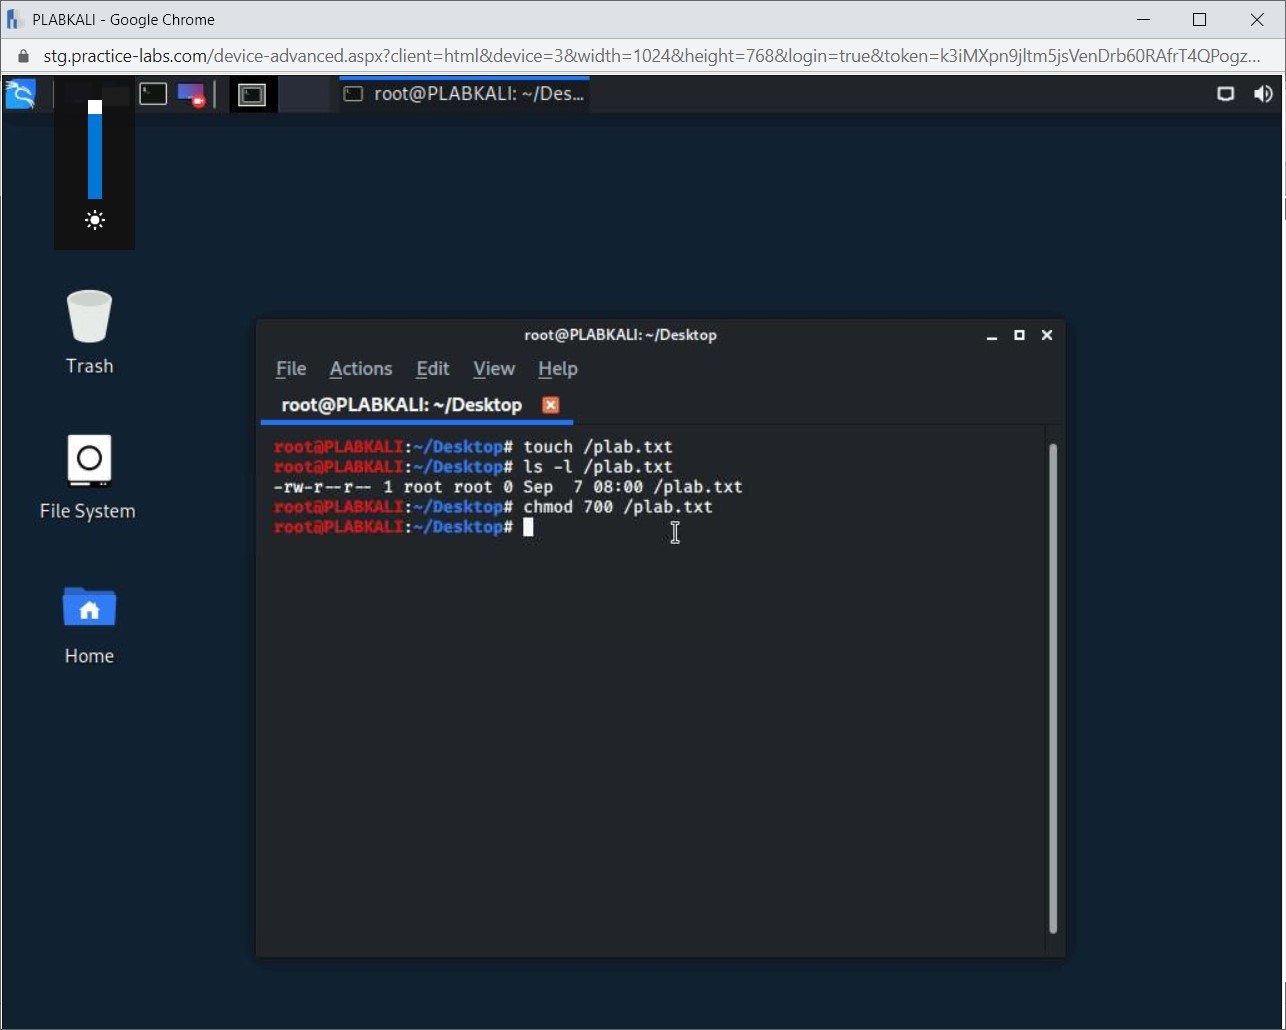 PLABKALI - Google Chrome
stg.practice-labs.com/device-advanced.aspx?client=html&device=3&width=1024&height=768&login=true&token=k3iMXpn9jltm5jsVenDrb60RAfrT4QPogz...
root@PLABKALI: ~/Des...
Trash
File System
Home
root@PLABKALI: ~/Desktop
File Actions Edit View Help
root@PLABKALI: ~/Desktop
root@PLABKALI:~/Desktop# touch /plab.txt
root@PLABKALI:~/Desktop# ls -l /plab.txt
-rw-r--r-- 1 root root 0 Sep  7 08:00 /plab.txt
root@PLABKALI:~/Desktop# chmod 700 /plab.txt
root@PLABKALI:~/Desktop#